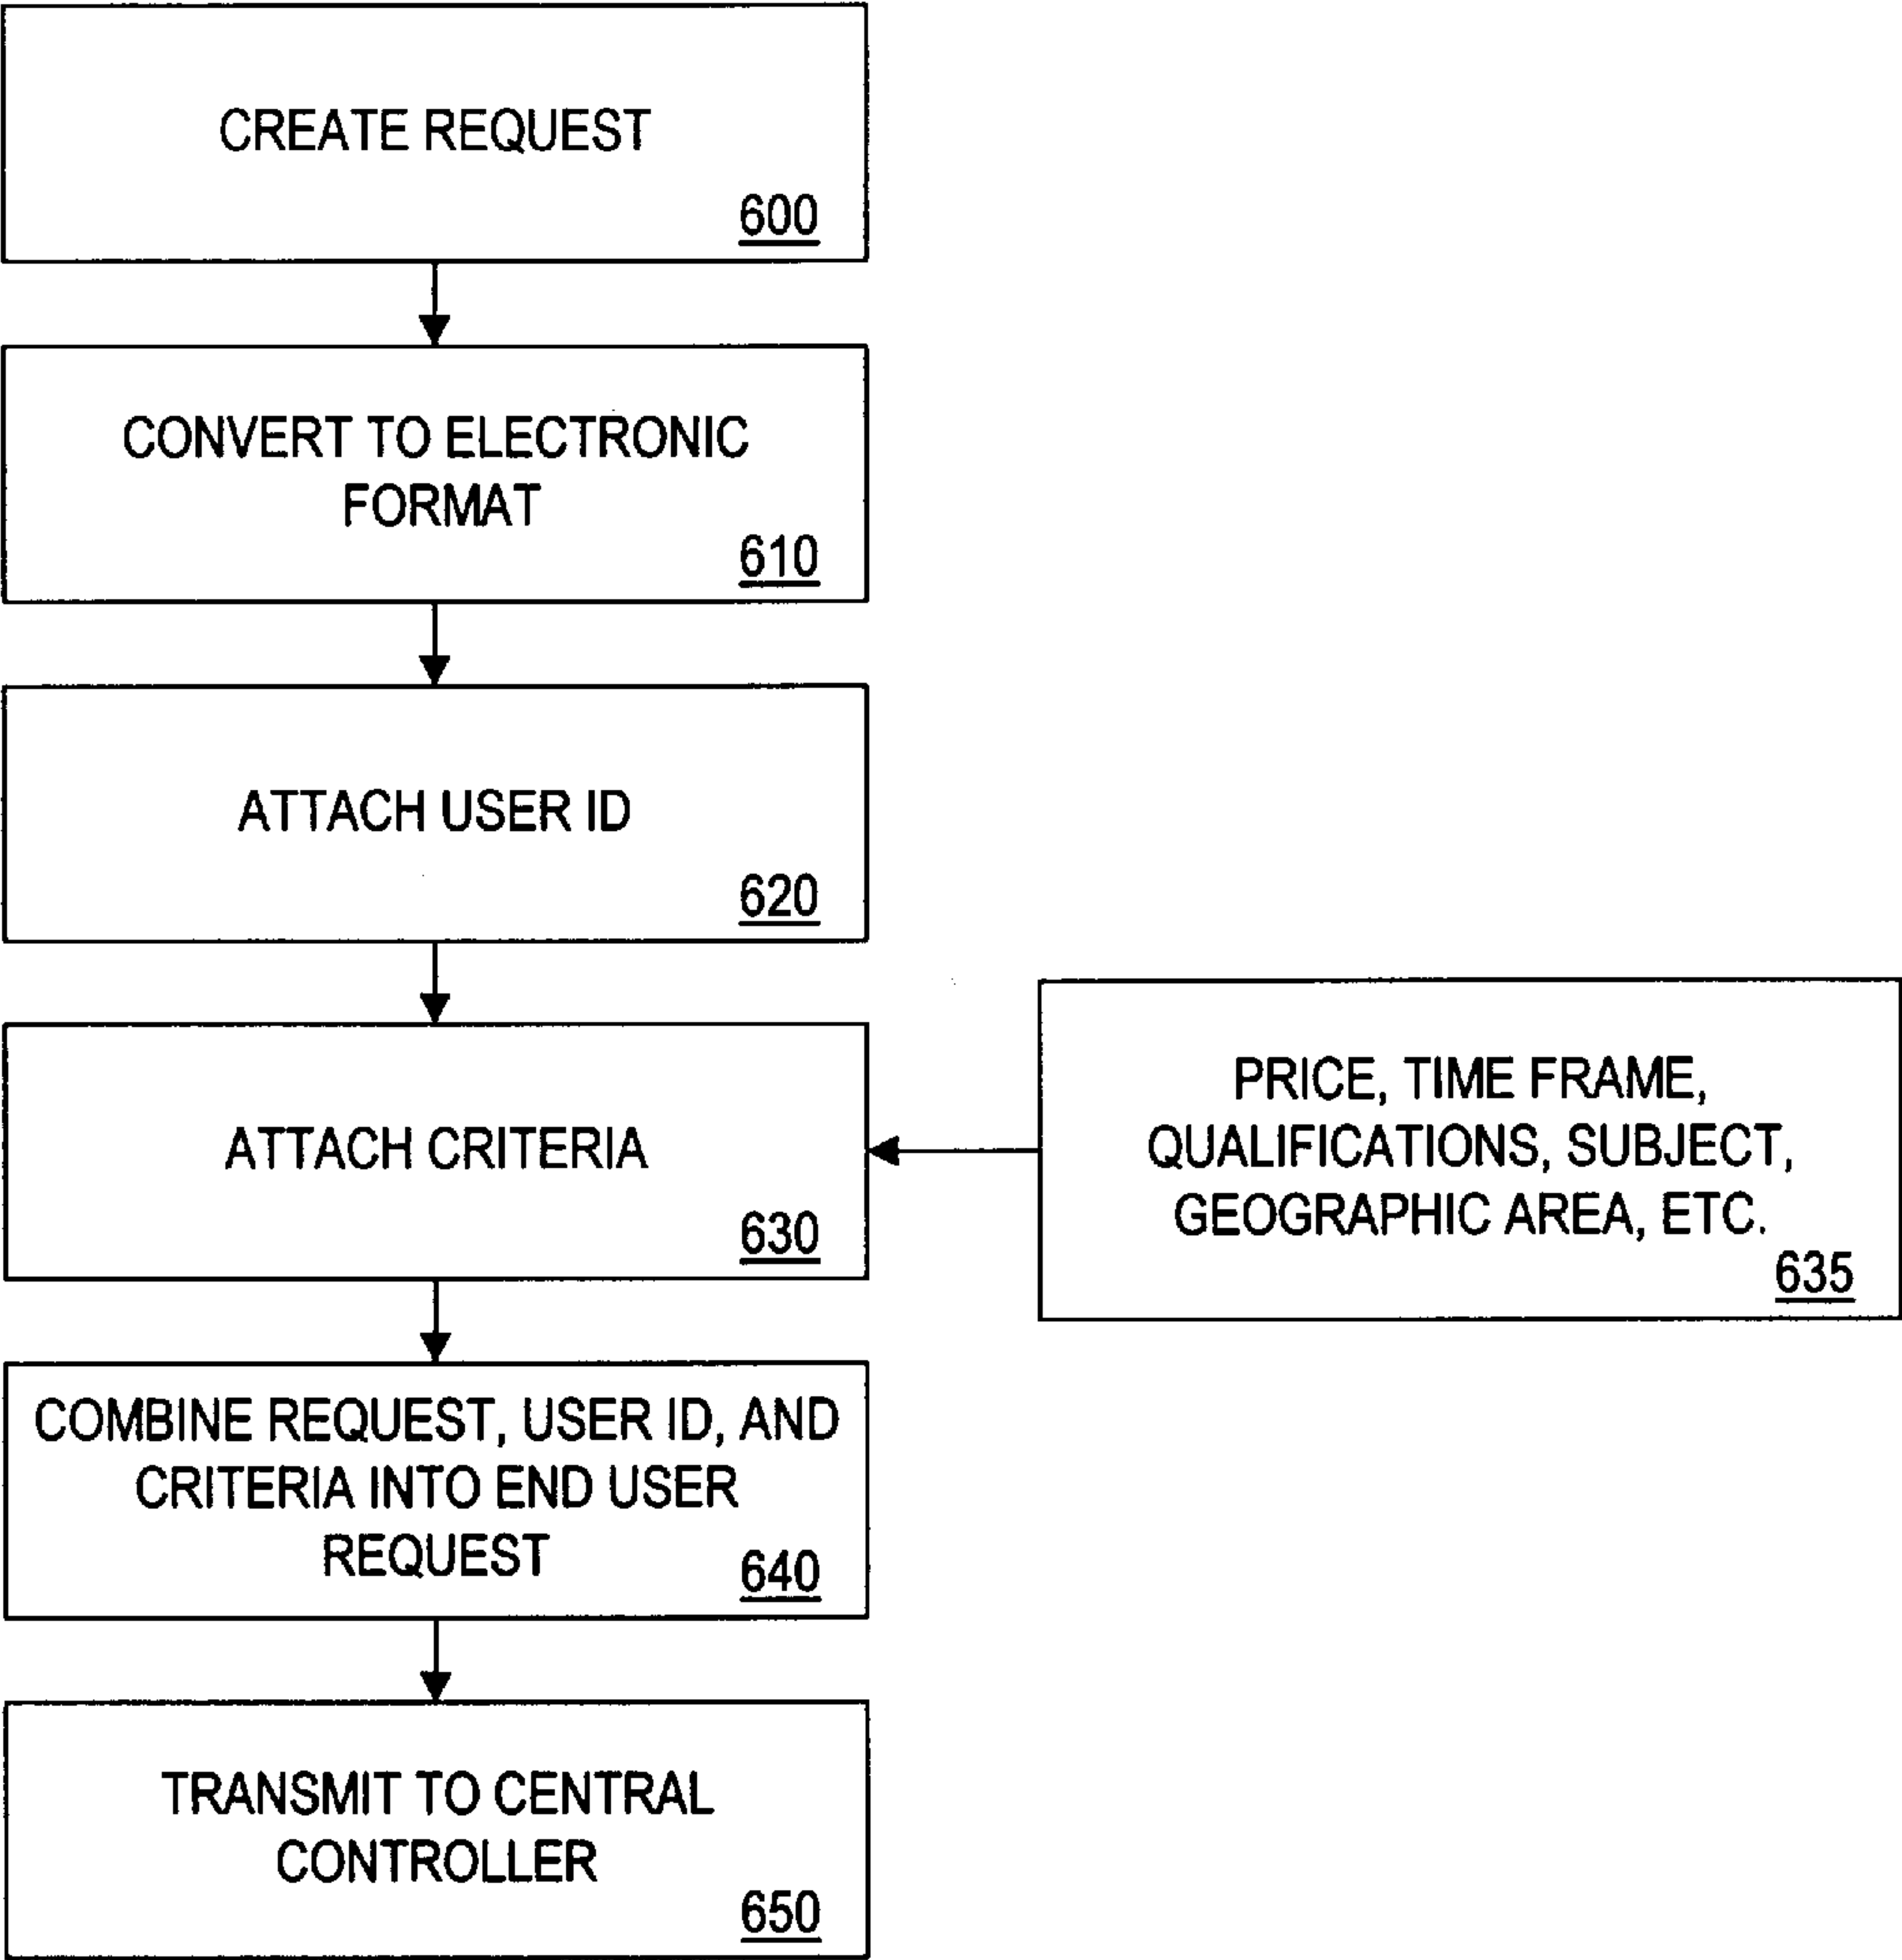 CREATE REQUEST
600
CONVERT TO ELECTRONIC
FORMAT
610
ATTACH USER ID
620
ATTACH CRITERIA
630
PRICE, TIME FRAME,
QUALIFICATIONS, SUBJECT,
GEOGRAPHIC AREA, ETC.
635
COMBINE REQUEST, USER ID, AND
CRITERIA INTO END USER
REQUEST
640
TRANSMIT TO CENTRAL
CONTROLLER
650